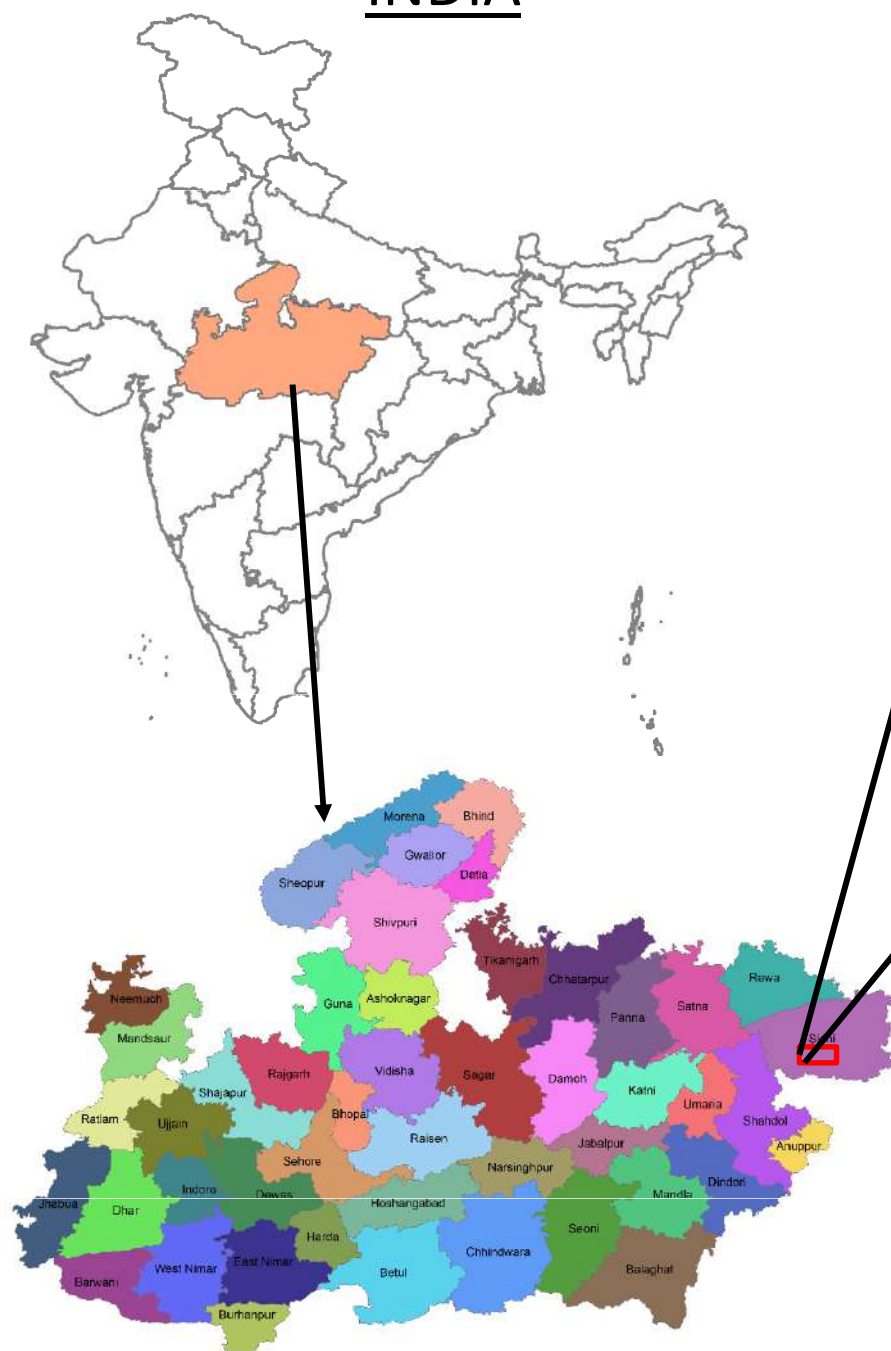 INDIA
Morena
Bhind
Gwalior
Datia
Sheopur
Shivpuri
Tikamgarh
Chhatarpur
Rewa
Neemuch
Guna
Ashoknagar
Panna
Satna
Sidhi
Mandsaur
Shajapur
Rajgarh
Vidisha
Sagar
Damoh
Katni
Umaria
Shahdol
Ratlam
Ujjain
Bhopal
Raisen
Jabalpur
Anuppur
Sehore
Narsinghpur
Dindori
Jhabua
Indore
Dewas
Hoshangabad
Mandla
Dhar
Harda
Seoni
Chhindwara
West Nimar
East Nimar
Betul
Balaghat
Barwani
Burhanpur